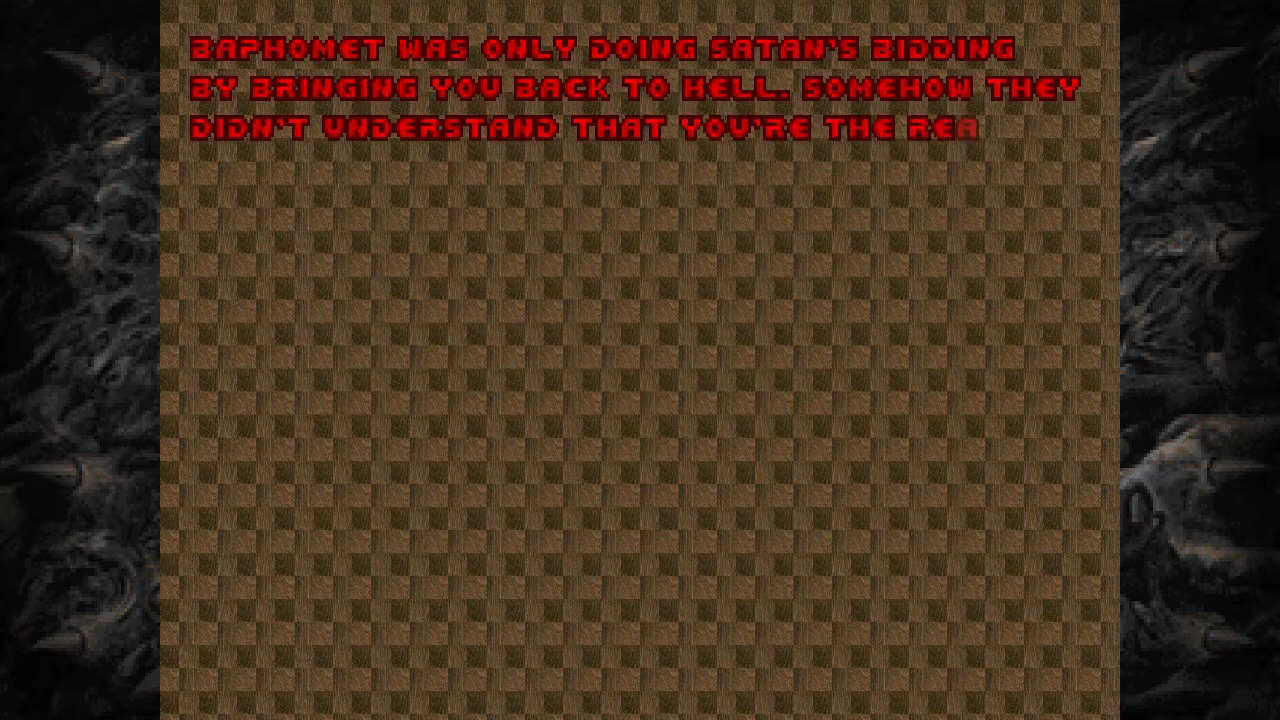 BAPHOMET WAS ONLY DOING SATAN'S BIDDING
BY BRINGING YOU BACK TO HELL. SOMEHOW THEY
DIDN'T UNDERSTAND THAT YOU'RE THE REA